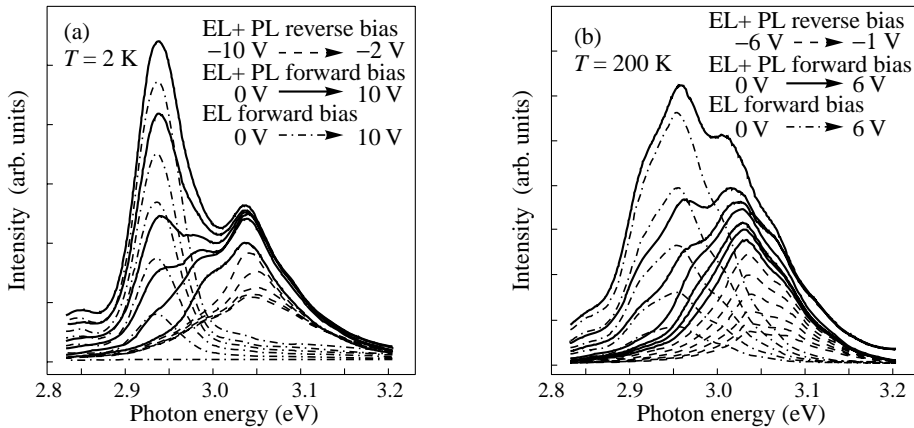 (a)
T = 2 K
EL+ PL reverse bias
–10 V –2 V
EL+ PL forward bias
0 V 10 V
EL forward bias
0 V 10 V
Intensity (arb. units)
2.8 2.9 3.0 3.1 3.2
Photon energy (eV)
(b)
T = 200 K
EL+ PL reverse bias
–6 V –1 V
EL+ PL forward bias
0 V 6 V
EL forward bias
0 V 6 V
Intensity (arb. units)
2.8 2.9 3.0 3.1 3.2
Photon energy (eV)